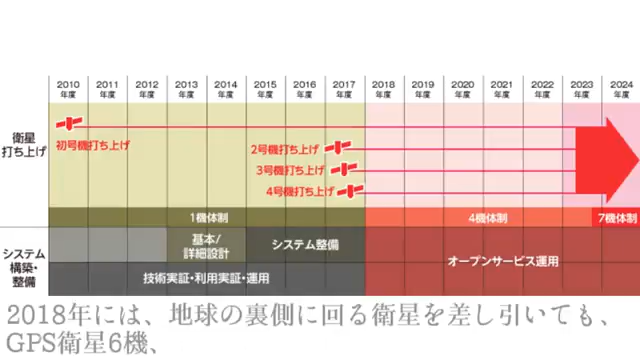 2010 2011 2012 2013 2014 2015 2016 2017 2018 2019 2020 2021 2022 2023 2024
年度 年度 年度 年度 年度 年度 年度 年度 年度 年度 年度 年度 年度 年度 年度
衛星
打ち上げ
初号機打ち上げ
2号機打ち上げ
3号機打ち上げ
4号機打ち上げ
1機体制 4機体制 7機体制
システム
構築・
整備
基本/
詳細設計
システム整備
オープンサービス運用
技術実証・利用実証・運用
2018年には、地球の裏側に回る衛星を差し引いても、
GPS衛星6機、